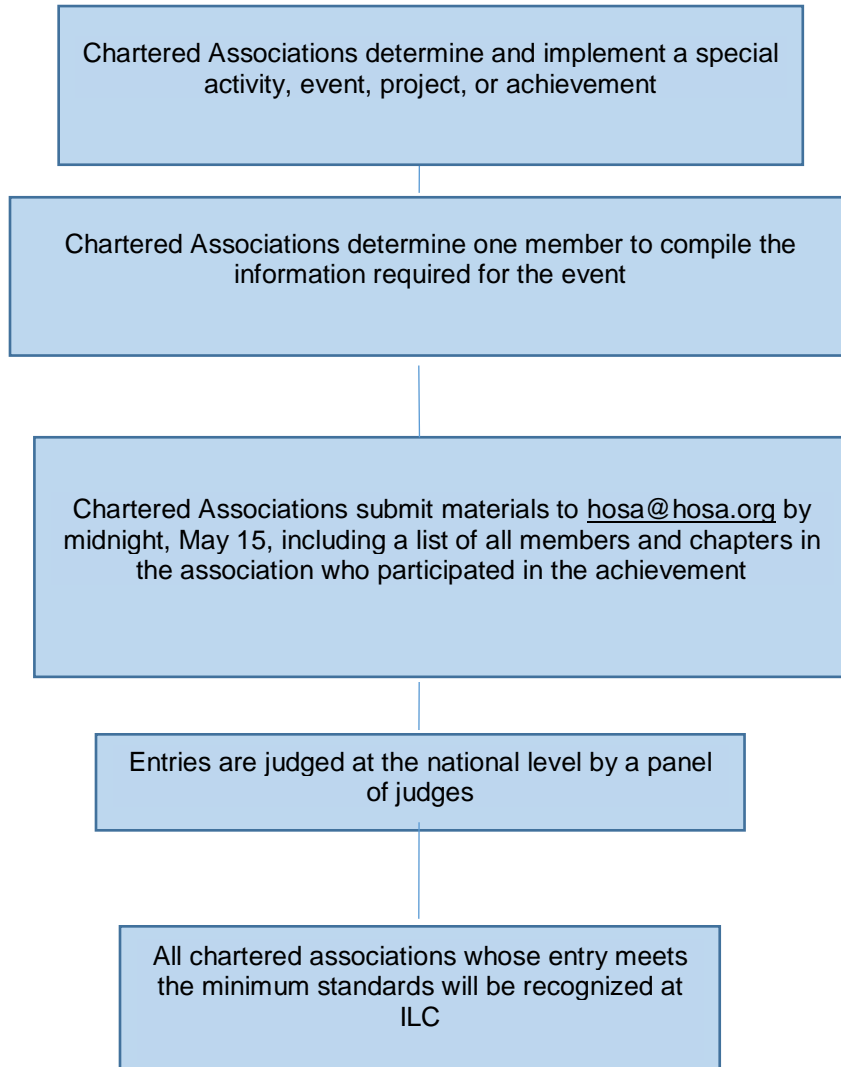 Chartered Associations determine and implement a special
activity, event, project, or achievement
Chartered Associations determine one member to compile the
information required for the event
Chartered Associations submit materials to hosa@hosa.org by
midnight, May 15, including a list of all members and chapters in
the association who participated in the achievement
Entries are judged at the national level by a panel
of judges
All chartered associations whose entry meets
the minimum standards will be recognized at
ILC